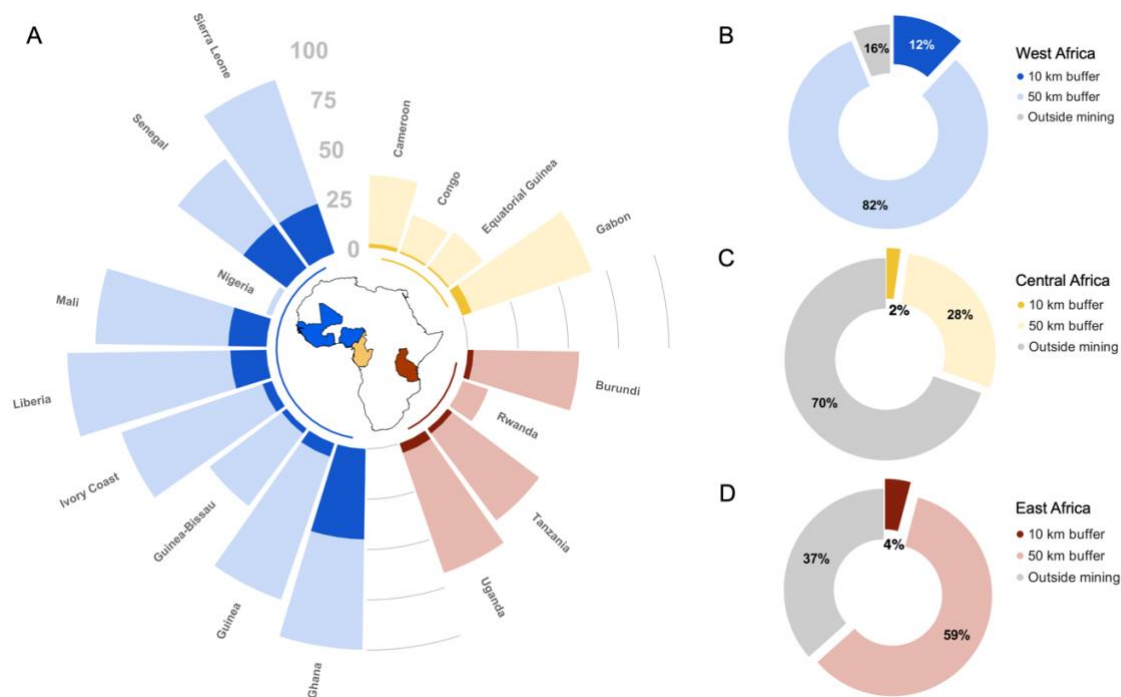 A
100
75
50
25
0
Sierra Leone
Senegal
Nigeria
Mali
Liberia
Ivory Coast
Guinea-Bissau
Guinea
Ghana
Cameroon
Congo
Equatorial Guinea
Gabon
Burundi
Rwanda
Tanzania
Uganda
B
16%
12%
82%
West Africa
10 km buffer
50 km buffer
Outside mining
C
2%
28%
70%
Central Africa
10 km buffer
50 km buffer
Outside mining
D
4%
37%
59%
East Africa
10 km buffer
50 km buffer
Outside mining